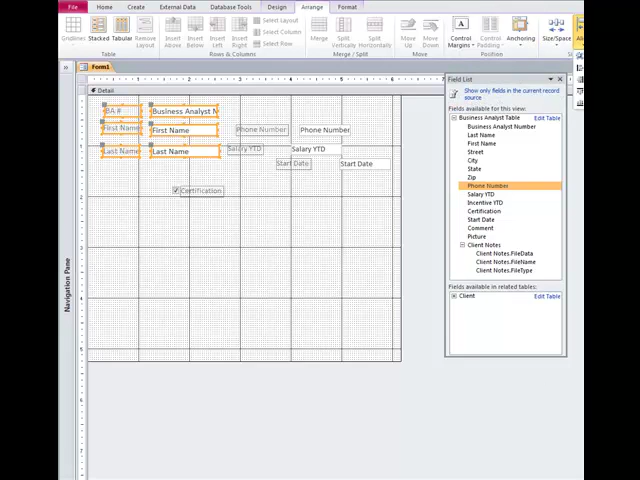 File Home Create External Data Database Tools Design Arrange Format
Gridlines Stacked Tabular Insert Above Insert Below Insert Left Insert Right Select Layout Select Column Select Row Merge Split Vertically Split Horizontally Move Up Move Down Control Margins Control Padding Anchoring Size/Space
Table Rows & Columns Merge / Split Move Position
Form1
Detail
BA # Business Analyst N
First Name First Name Phone Number Phone Number
Last Name Last Name Salary YTD Salary YTD
Start Date Start Date
Certification
Navigation Pane
Field List
Show only fields in the current record source
Fields available for this view:
Business Analyst Table Edit Table
Business Analyst Number
Last Name
First Name
Street
City
State
Zip
Phone Number
Salary YTD
Incentive YTD
Certification
Start Date
Comment
Picture
Client Notes
Client Notes.FileData
Client Notes.FileName
Client Notes.FileType
Fields available in related tables:
Client Edit Table